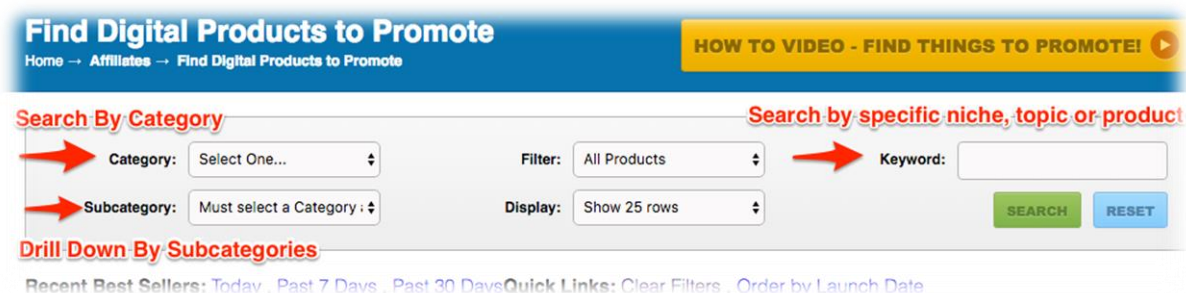 Find Digital Products to Promote
Home → Affiliates → Find Digital Products to Promote
HOW TO VIDEO - FIND THINGS TO PROMOTE!
Search By Category
Search by specific niche, topic or product
Category: Select One... Filter: All Products Keyword:
Subcategory: Must select a Category Display: Show 25 rows SEARCH RESET
Drill Down By Subcategories
Recent Best Sellers: Today , Past 7 Days , Past 30 DaysQuick Links: Clear Filters , Order by Launch Date